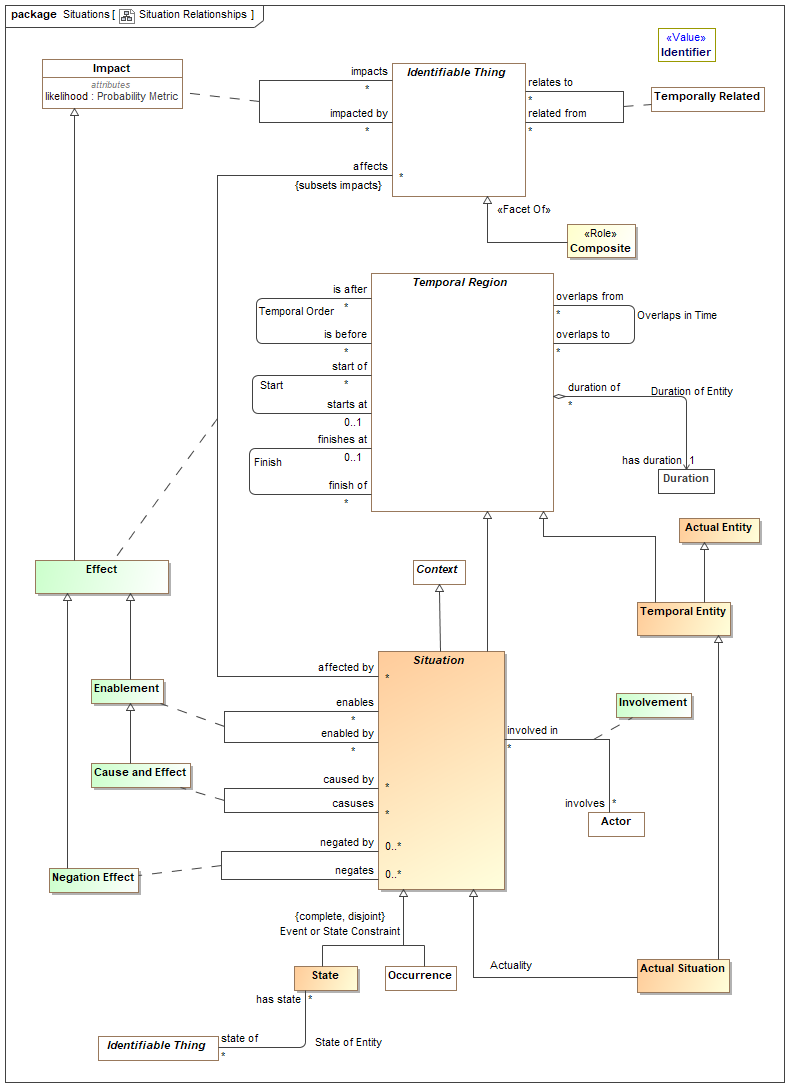 package Situations [ Situation Relationships ]
«Value»
Identifier
Impact
attributes
likelihood : Probability Metric
impacts
*
impacted by
*
Identifiable Thing
relates to
*
related from
*
Temporally Related
affects
*
{subsets impacts}
«Facet Of»
«Role»
Composite
Temporal Region
is after
*
Temporal Order
is before
*
overlaps from
*
Overlaps in Time
overlaps to
*
start of
*
Start
starts at
0..1
finishes at
0..1
Finish
finish of
*
duration of
*
Duration of Entity
has duration 1
Duration
Actual Entity
Effect
Context
Temporal Entity
Situation
affected by
*
Enablement
enables
*
enabled by
*
Involvement
involved in
*
Cause and Effect
caused by
*
casuses
*
involves *
Actor
negated by
0..*
Negation Effect
negates
0..*
{complete, disjoint}
Event or State Constraint
Actuality
Actual Situation
State
Occurrence
has state *
Identifiable Thing
state of
*
State of Entity